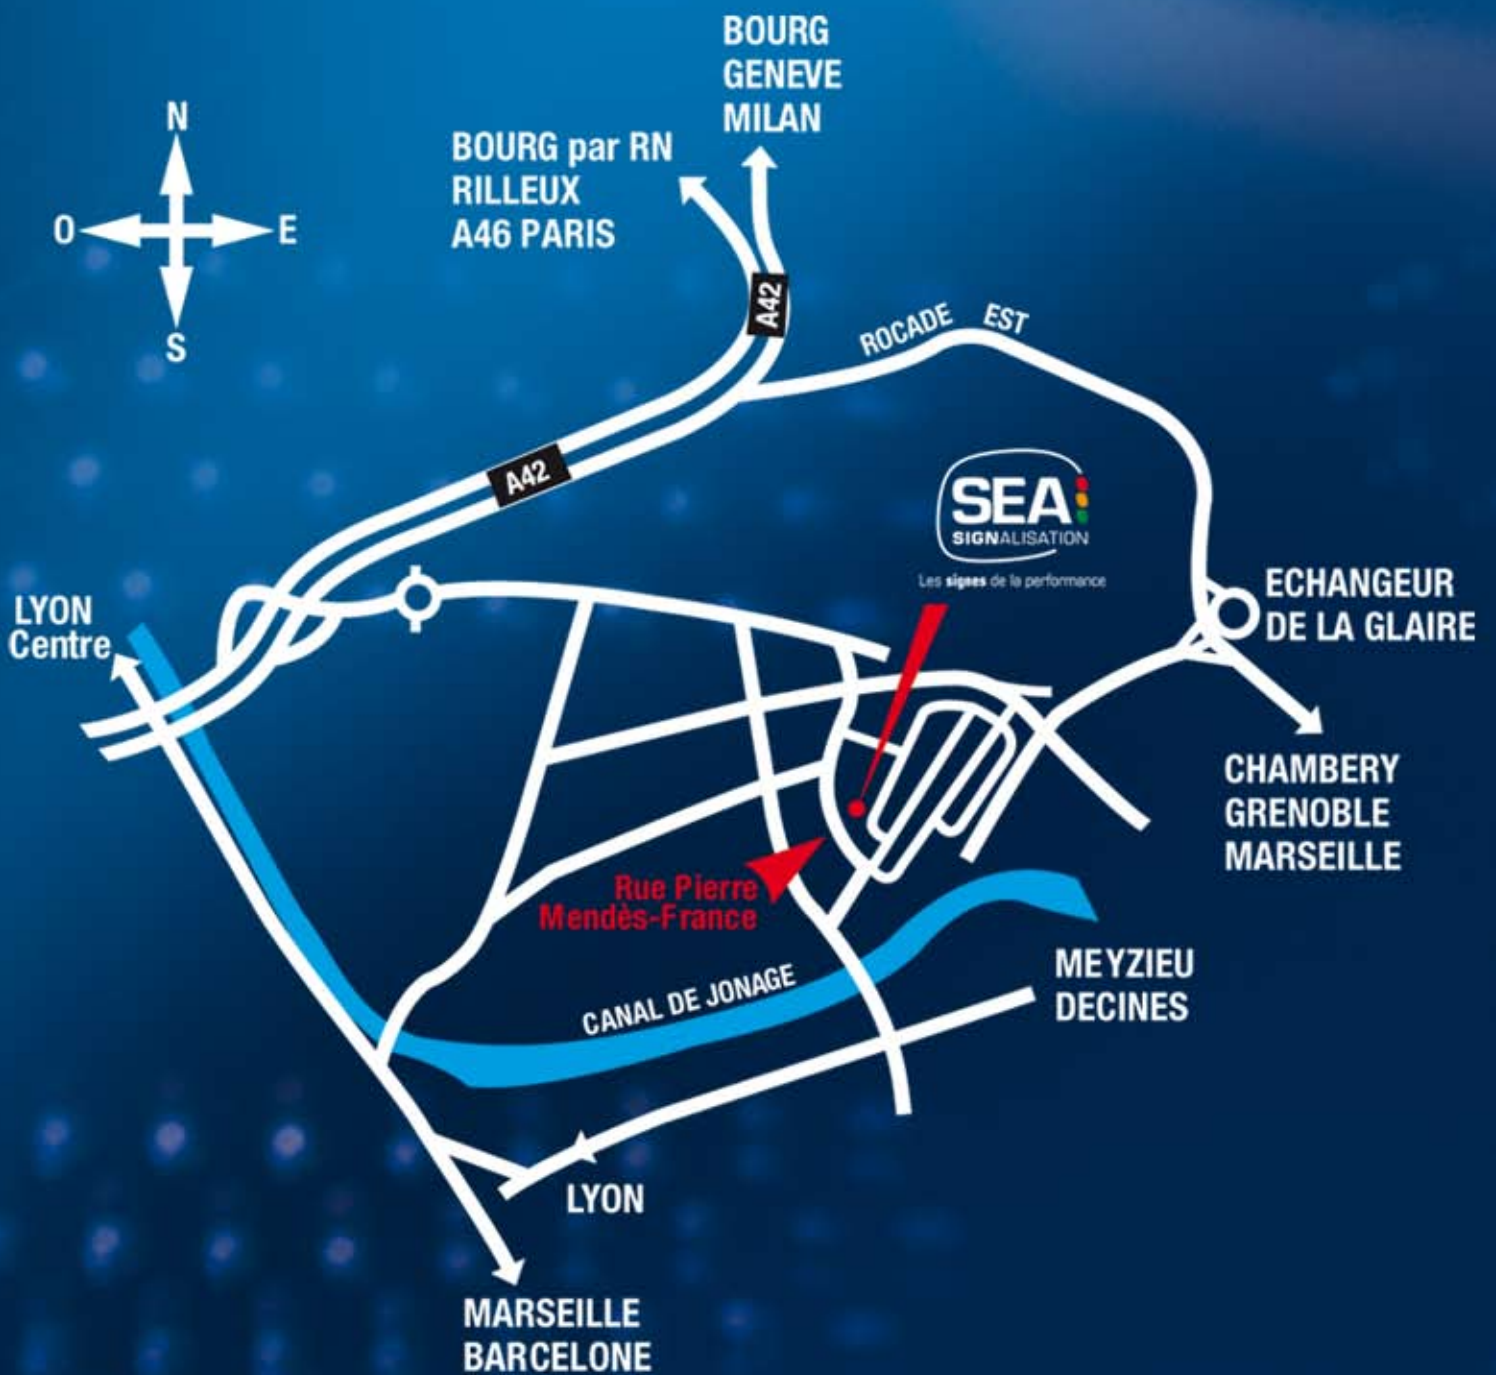 BOURG
GENEVE
MILAN
BOURG par RN
RILLEUX
A46 PARIS
N
O
E
S
A42
ROCADE EST
A42
SEA
SIGNALISATION
Les signes de la performance
LYON
Centre
ECHANGEUR
DE LA GLAIRE
CHAMBERY
GRENOBLE
MARSEILLE
Rue Pierre
Mendès-France
CANAL DE JONAGE
MEYZIEU
DECINES
LYON
MARSEILLE
BARCELONE